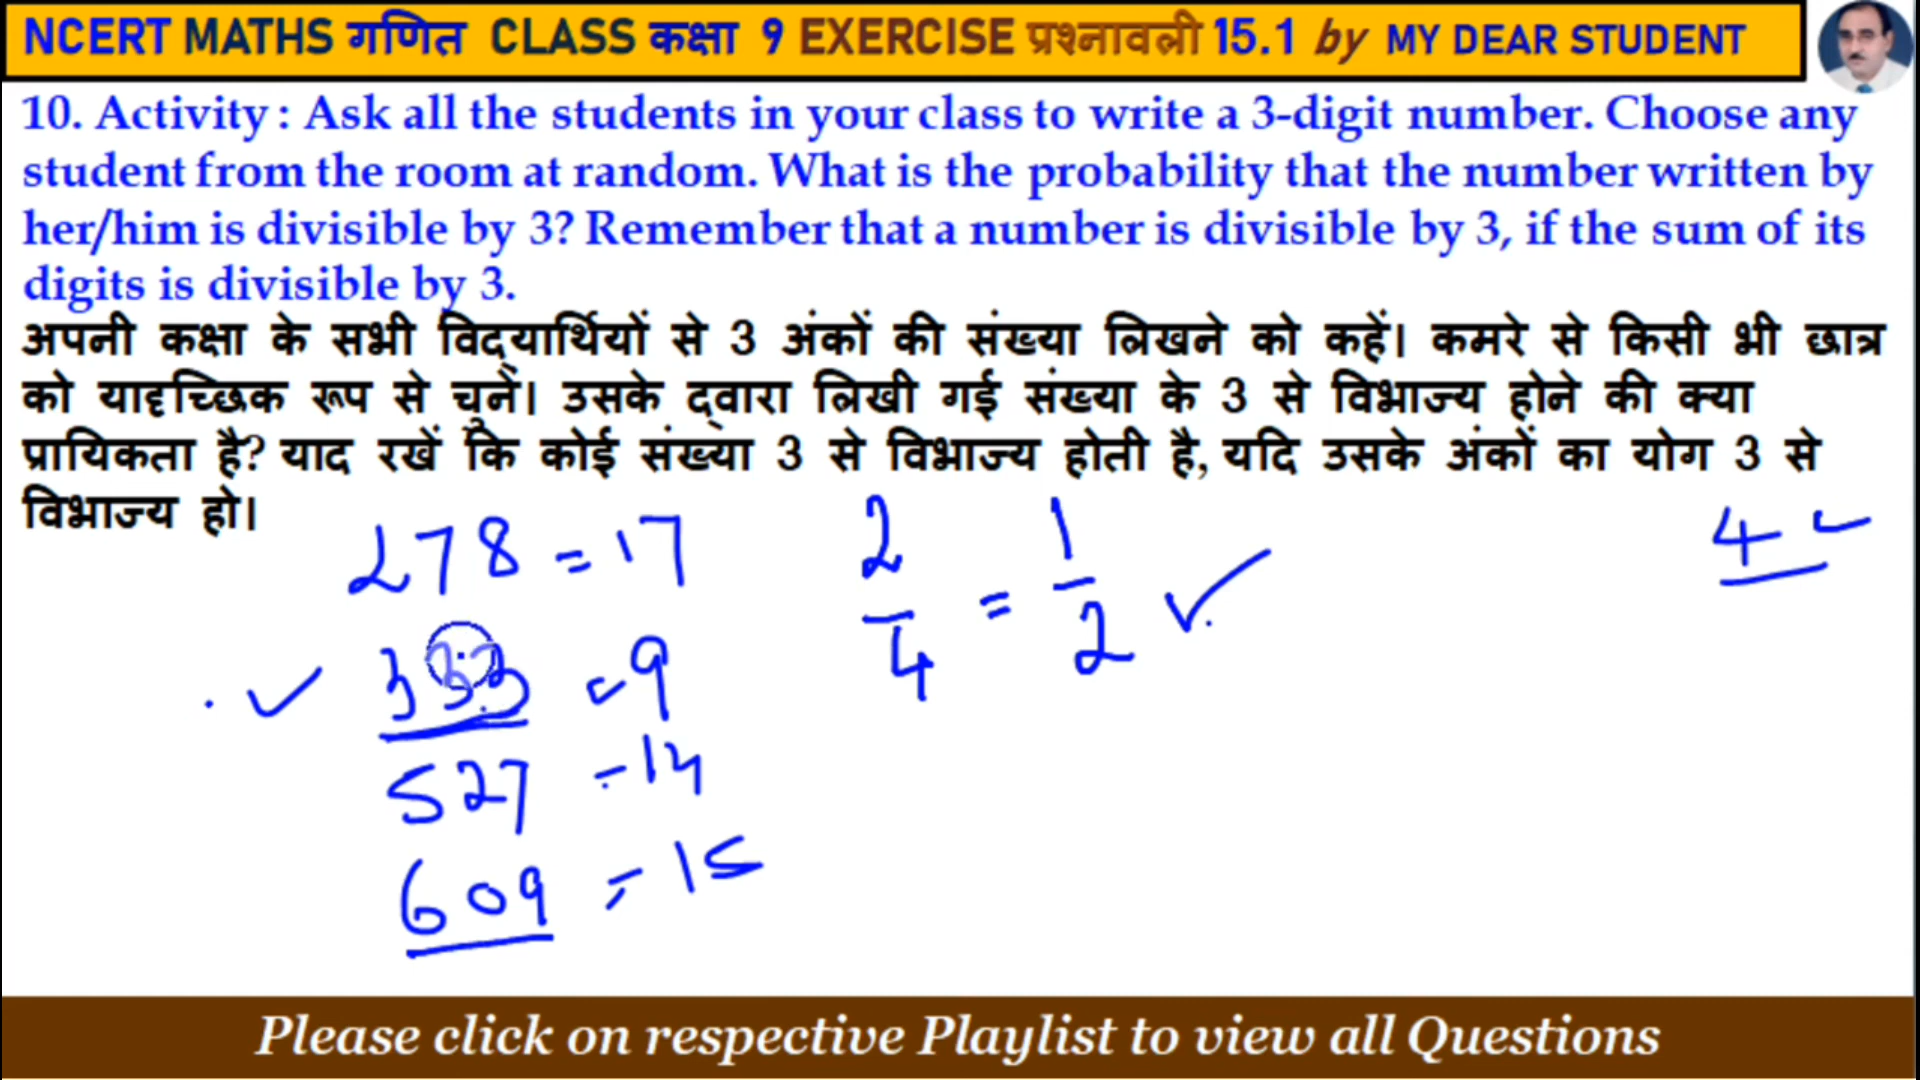 NCERT MATHS गणित CLASS कक्षा 9 EXERCISE प्रश्नावली 15.1 by MY DEAR STUDENT
10. Activity : Ask all the students in your class to write a 3-digit number. Choose any
student from the room at random. What is the probability that the number written by
her/him is divisible by 3? Remember that a number is divisible by 3, if the sum of its
digits is divisible by 3.
अपनी कक्षा के सभी विद्यार्थियों से 3 अंकों की संख्या लिखने को कहें। कमरे से किसी भी छात्र
को यादृच्छिक रूप से चुनें। उसके द्वारा लिखी गई संख्या के 3 से विभाज्य होने की क्या
प्रायिकता है? याद रखें कि कोई संख्या 3 से विभाज्य होती है, यदि उसके अंकों का योग 3 से
विभाज्य हो।
278 = 17
333 = 9
527 = 14
609 = 15
2/4 = 1/2 ✓
4
Please click on respective Playlist to view all Questions